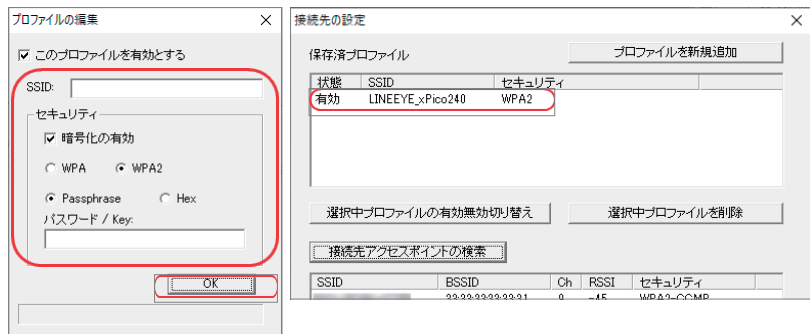 プロファイルの編集
このプロファイルを有効とする
SSID:
セキュリティ
暗号化の有効
WPA WPA2
Passphrase Hex
パスワード / Key:
OK
接続先の設定
保存済プロファイル
プロファイルを新規追加
状態 SSID セキュリティ
有効 LINEEYE_xPico240 WPA2
選択中プロファイルの有効無効切り替え
選択中プロファイルを削除
接続先アクセスポイントの検索
SSID BSSID Ch RSSI セキュリティ
-45 WPA2-CCMP